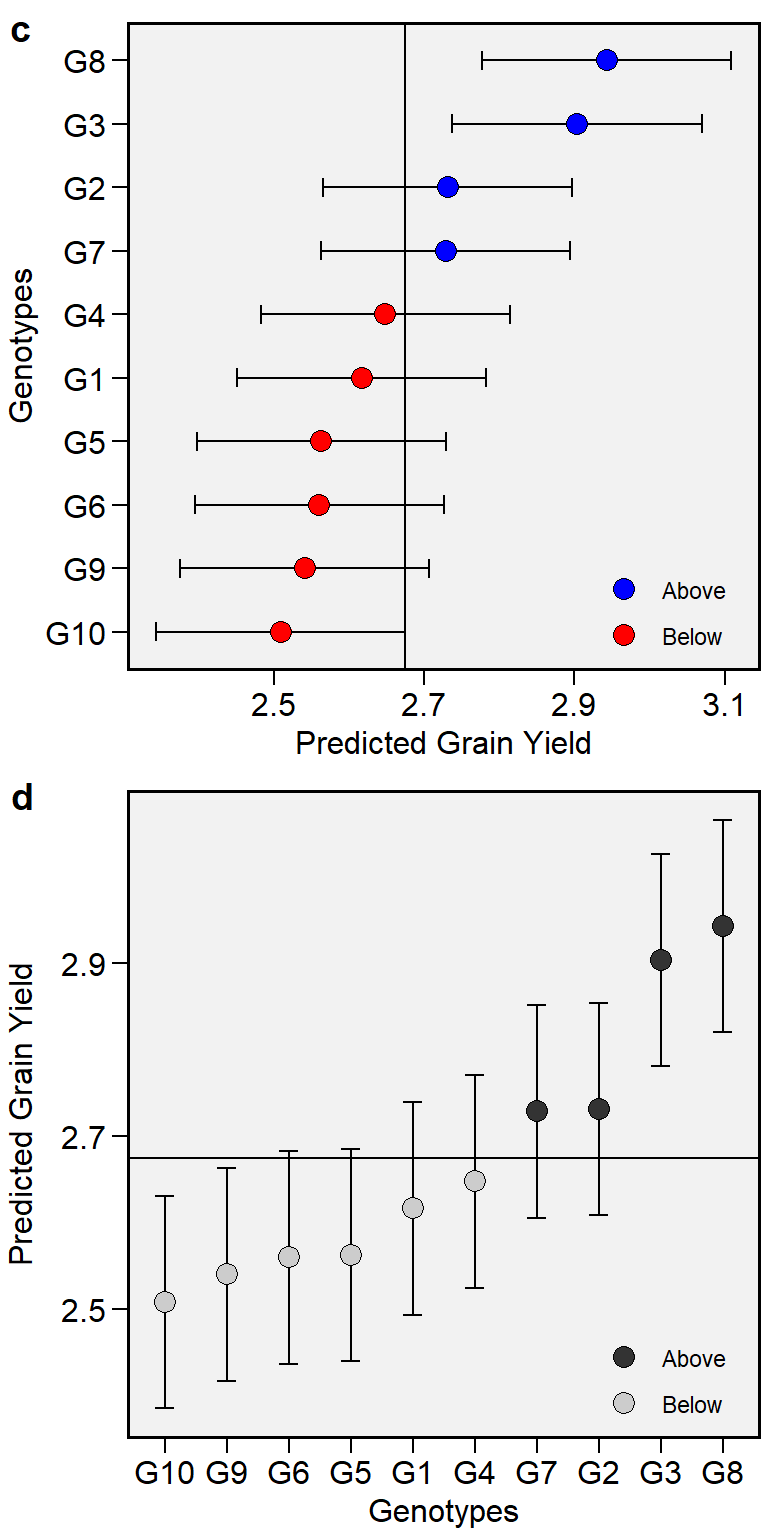 c
G8
G3
G2
G7
G4
G1
G5
G6
G9
G10
Genotypes
Above
Below
2.5 2.7 2.9 3.1
Predicted Grain Yield
d
2.9
2.7
2.5
Predicted Grain Yield
Above
Below
G10 G9 G6 G5 G1 G4 G7 G2 G3 G8
Genotypes